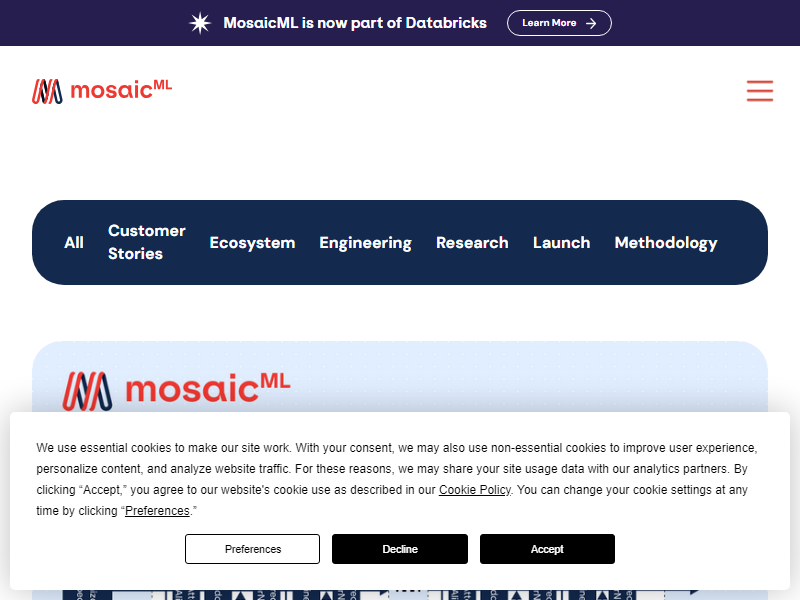 MosaicML is now part of Databricks Learn More
mosaicML
All Customer Stories Ecosystem Engineering Research Launch Methodology
mosaicML
We use essential cookies to make our site work. With your consent, we may also use non-essential cookies to improve user experience,
personalize content, and analyze website traffic. For these reasons, we may share your site usage data with our analytics partners. By
clicking “Accept,” you agree to our website's cookie use as described in our Cookie Policy. You can change your cookie settings at any
time by clicking “Preferences.”
Preferences Decline Accept